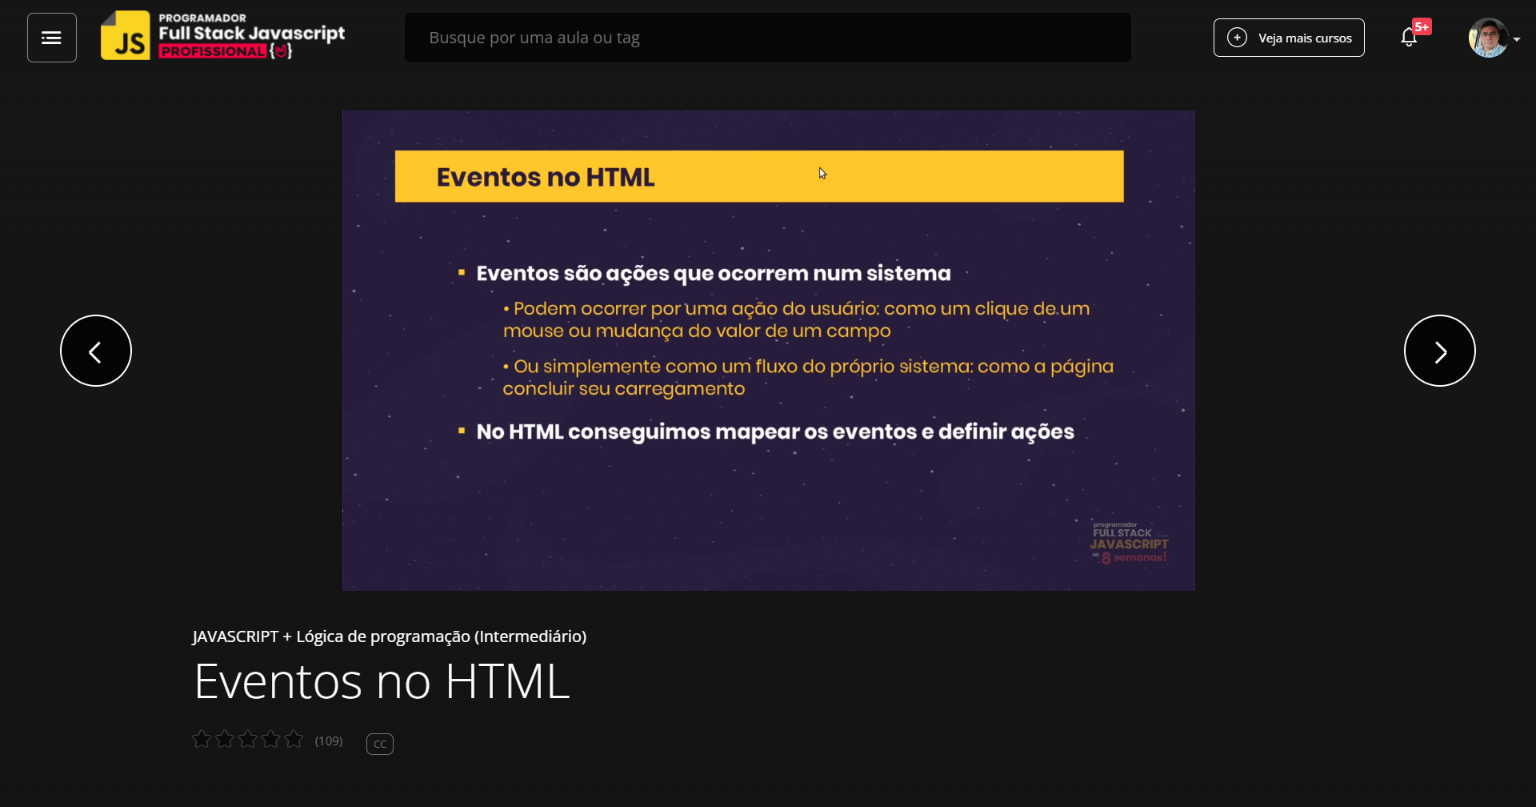 JS
PROGRAMADOR
Full Stack Javascript
PROFISSIONAL
Busque por uma aula ou tag
Veja mais cursos
5+
Eventos no HTML
Eventos são ações que ocorrem num sistema
• Podem ocorrer por uma ação do usuário: como um clique de um
mouse ou mudança do valor de um campo
• Ou simplemente como um fluxo do próprio sistema: como a página
concluir seu carregamento
No HTML conseguimos mapear os eventos e definir ações
programador
FULL STACK
JAVASCRIPT
8 semanas!
JAVASCRIPT + Lógica de programação (Intermediário)
Eventos no HTML
(109)
CC